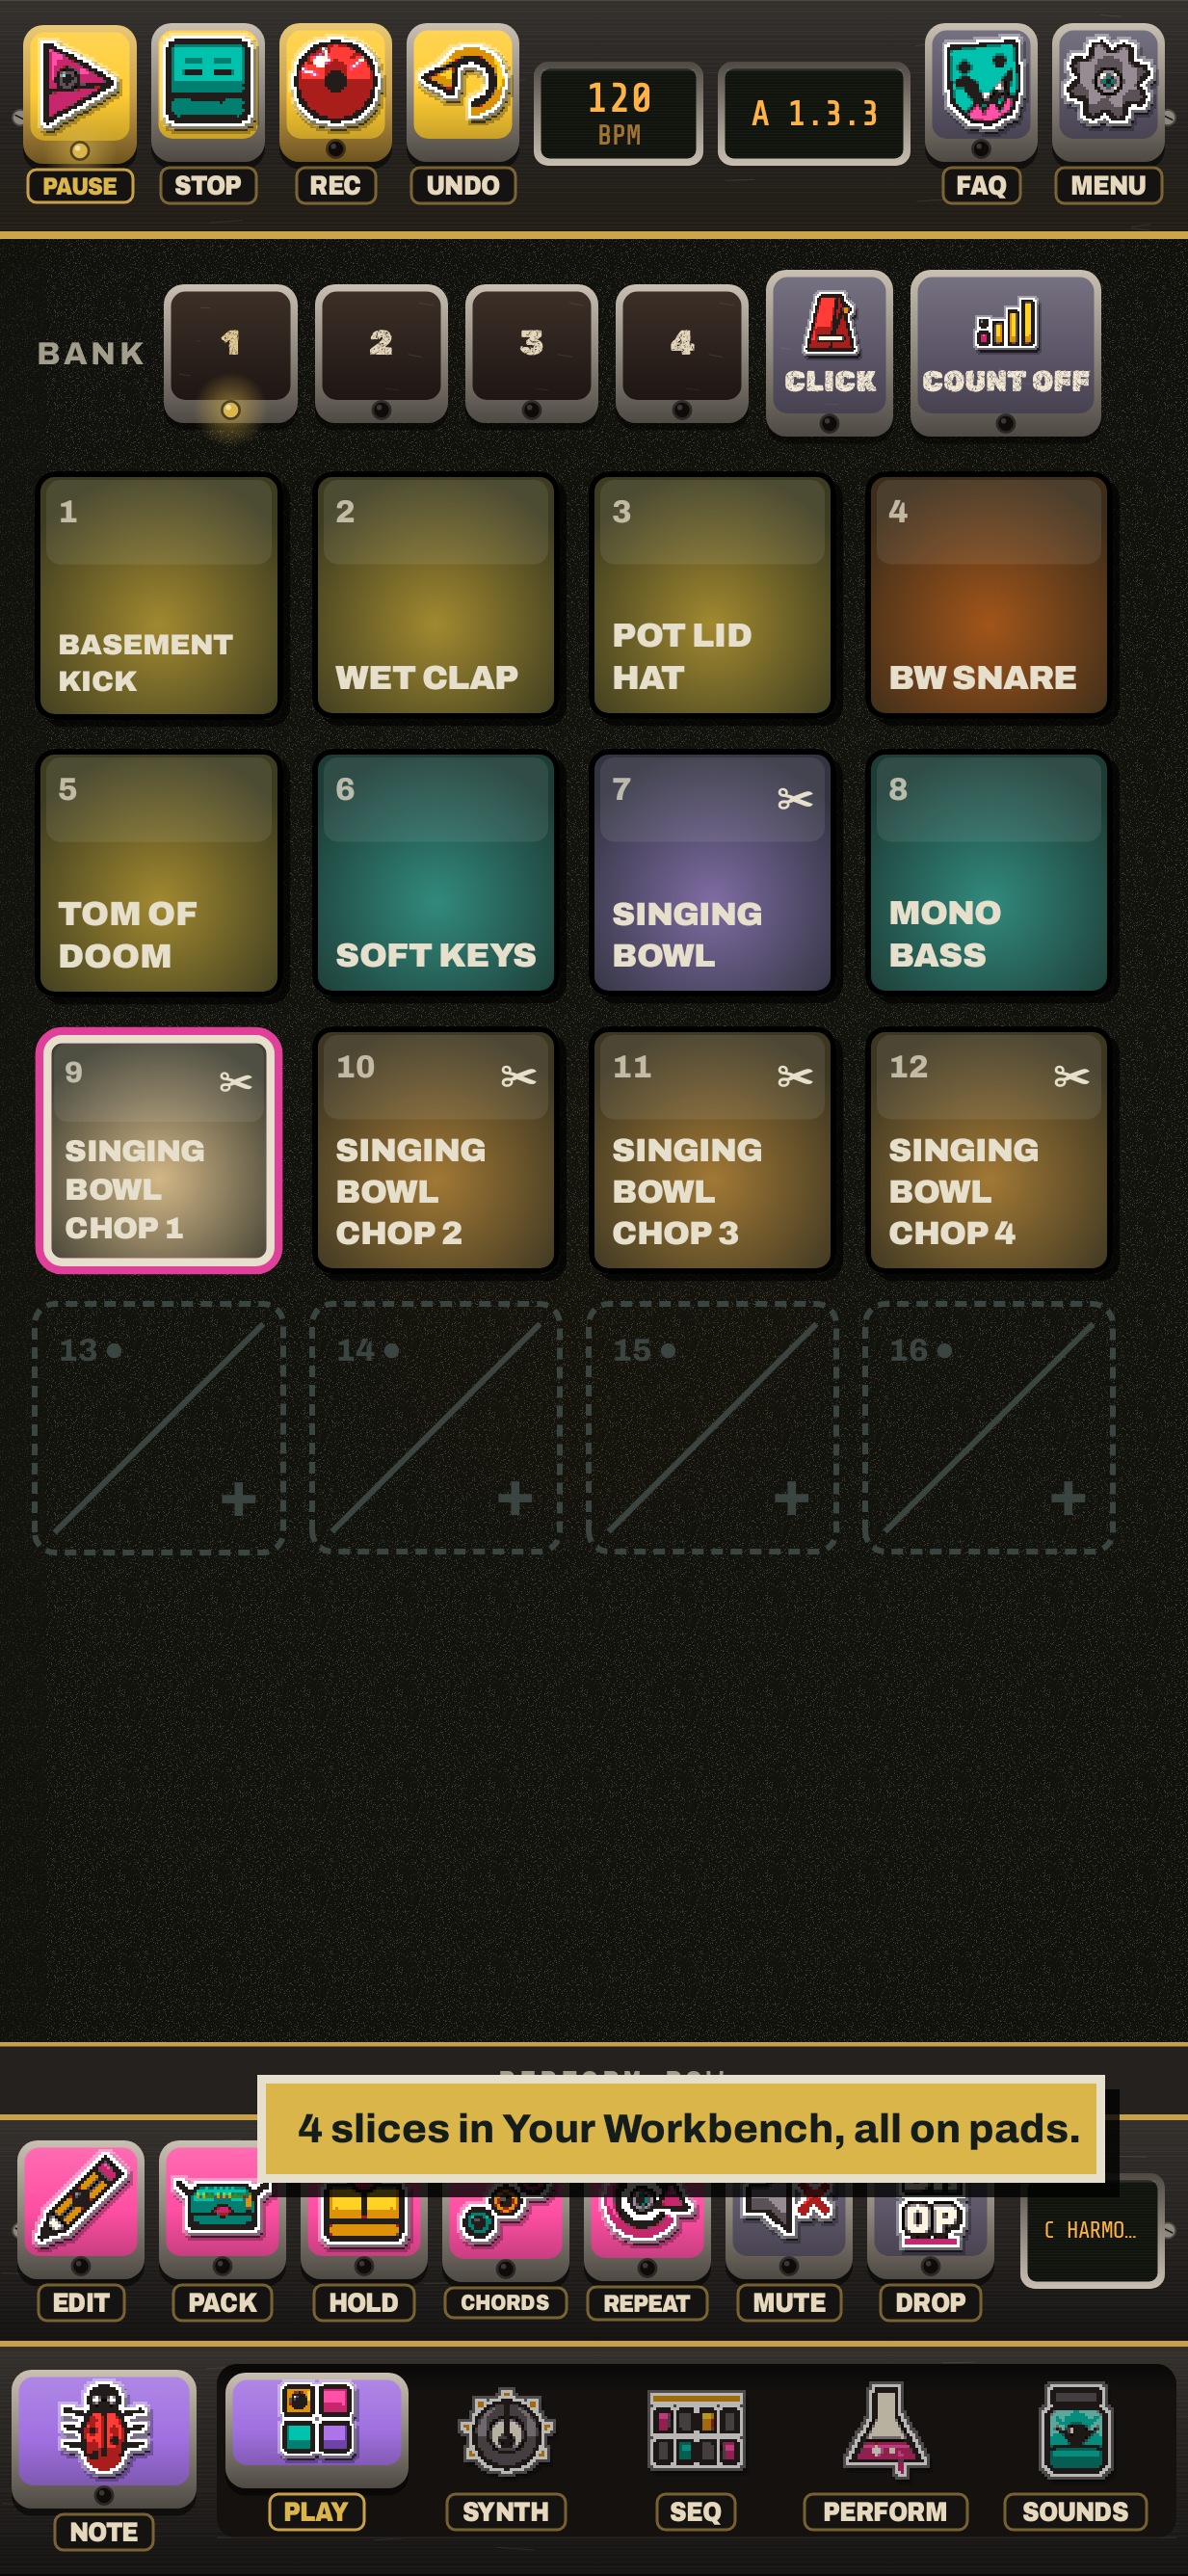 PAUSE STOP REC UNDO 120 BPM A 1.3.3 FAQ MENU
BANK 1 2 3 4 CLICK COUNT OFF
1 BASEMENT KICK
2 WET CLAP
3 POT LID HAT
4 BW SNARE
5 TOM OF DOOM
6 SOFT KEYS
7 SINGING BOWL
8 MONO BASS
9 SINGING BOWL CHOP 1
10 SINGING BOWL CHOP 2
11 SINGING BOWL CHOP 3
12 SINGING BOWL CHOP 4
13 14 15 16
4 slices in Your Workbench, all on pads.
OP
C HARMO…
EDIT PACK HOLD CHORDS REPEAT MUTE DROP
NOTE PLAY SYNTH SEQ PERFORM SOUNDS